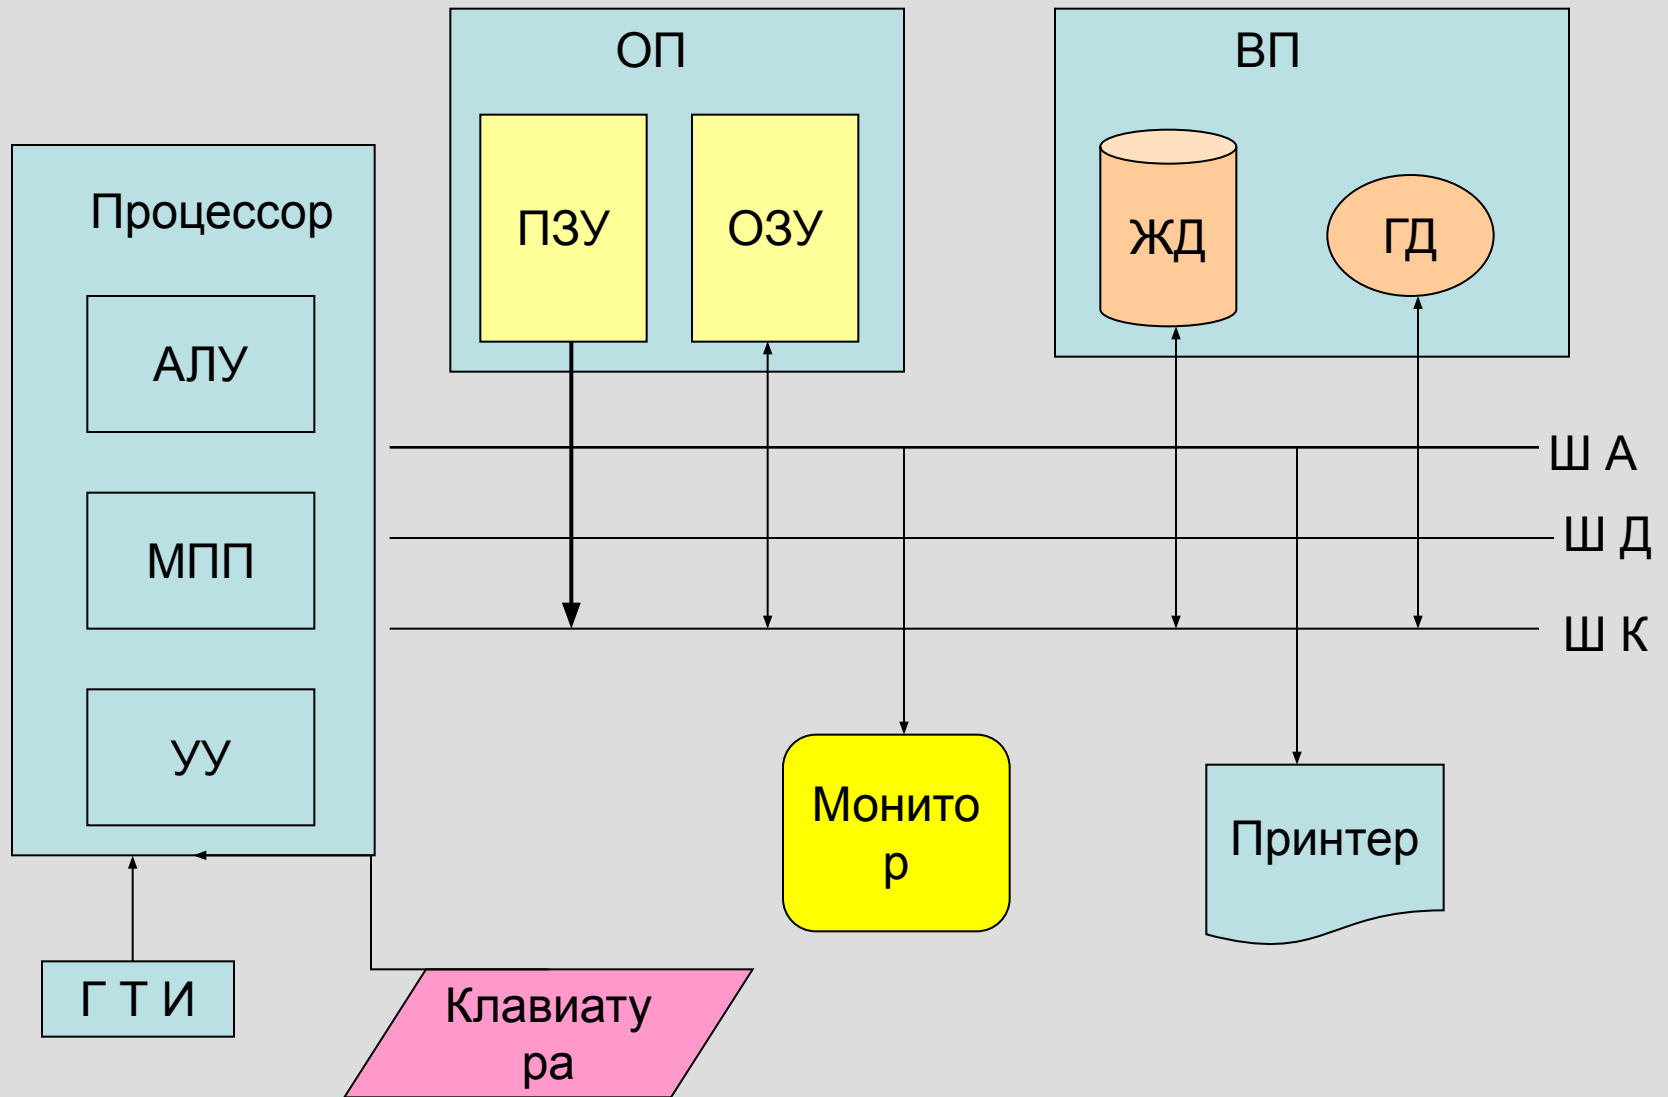 ОП
ВП
Процессор
ПЗУ
ОЗУ
ЖД
ГД
АЛУ
Ш А
Ш Д
МПП
Ш К
УУ
Монито
р
Принтер
Г Т И
Клавиату
ра